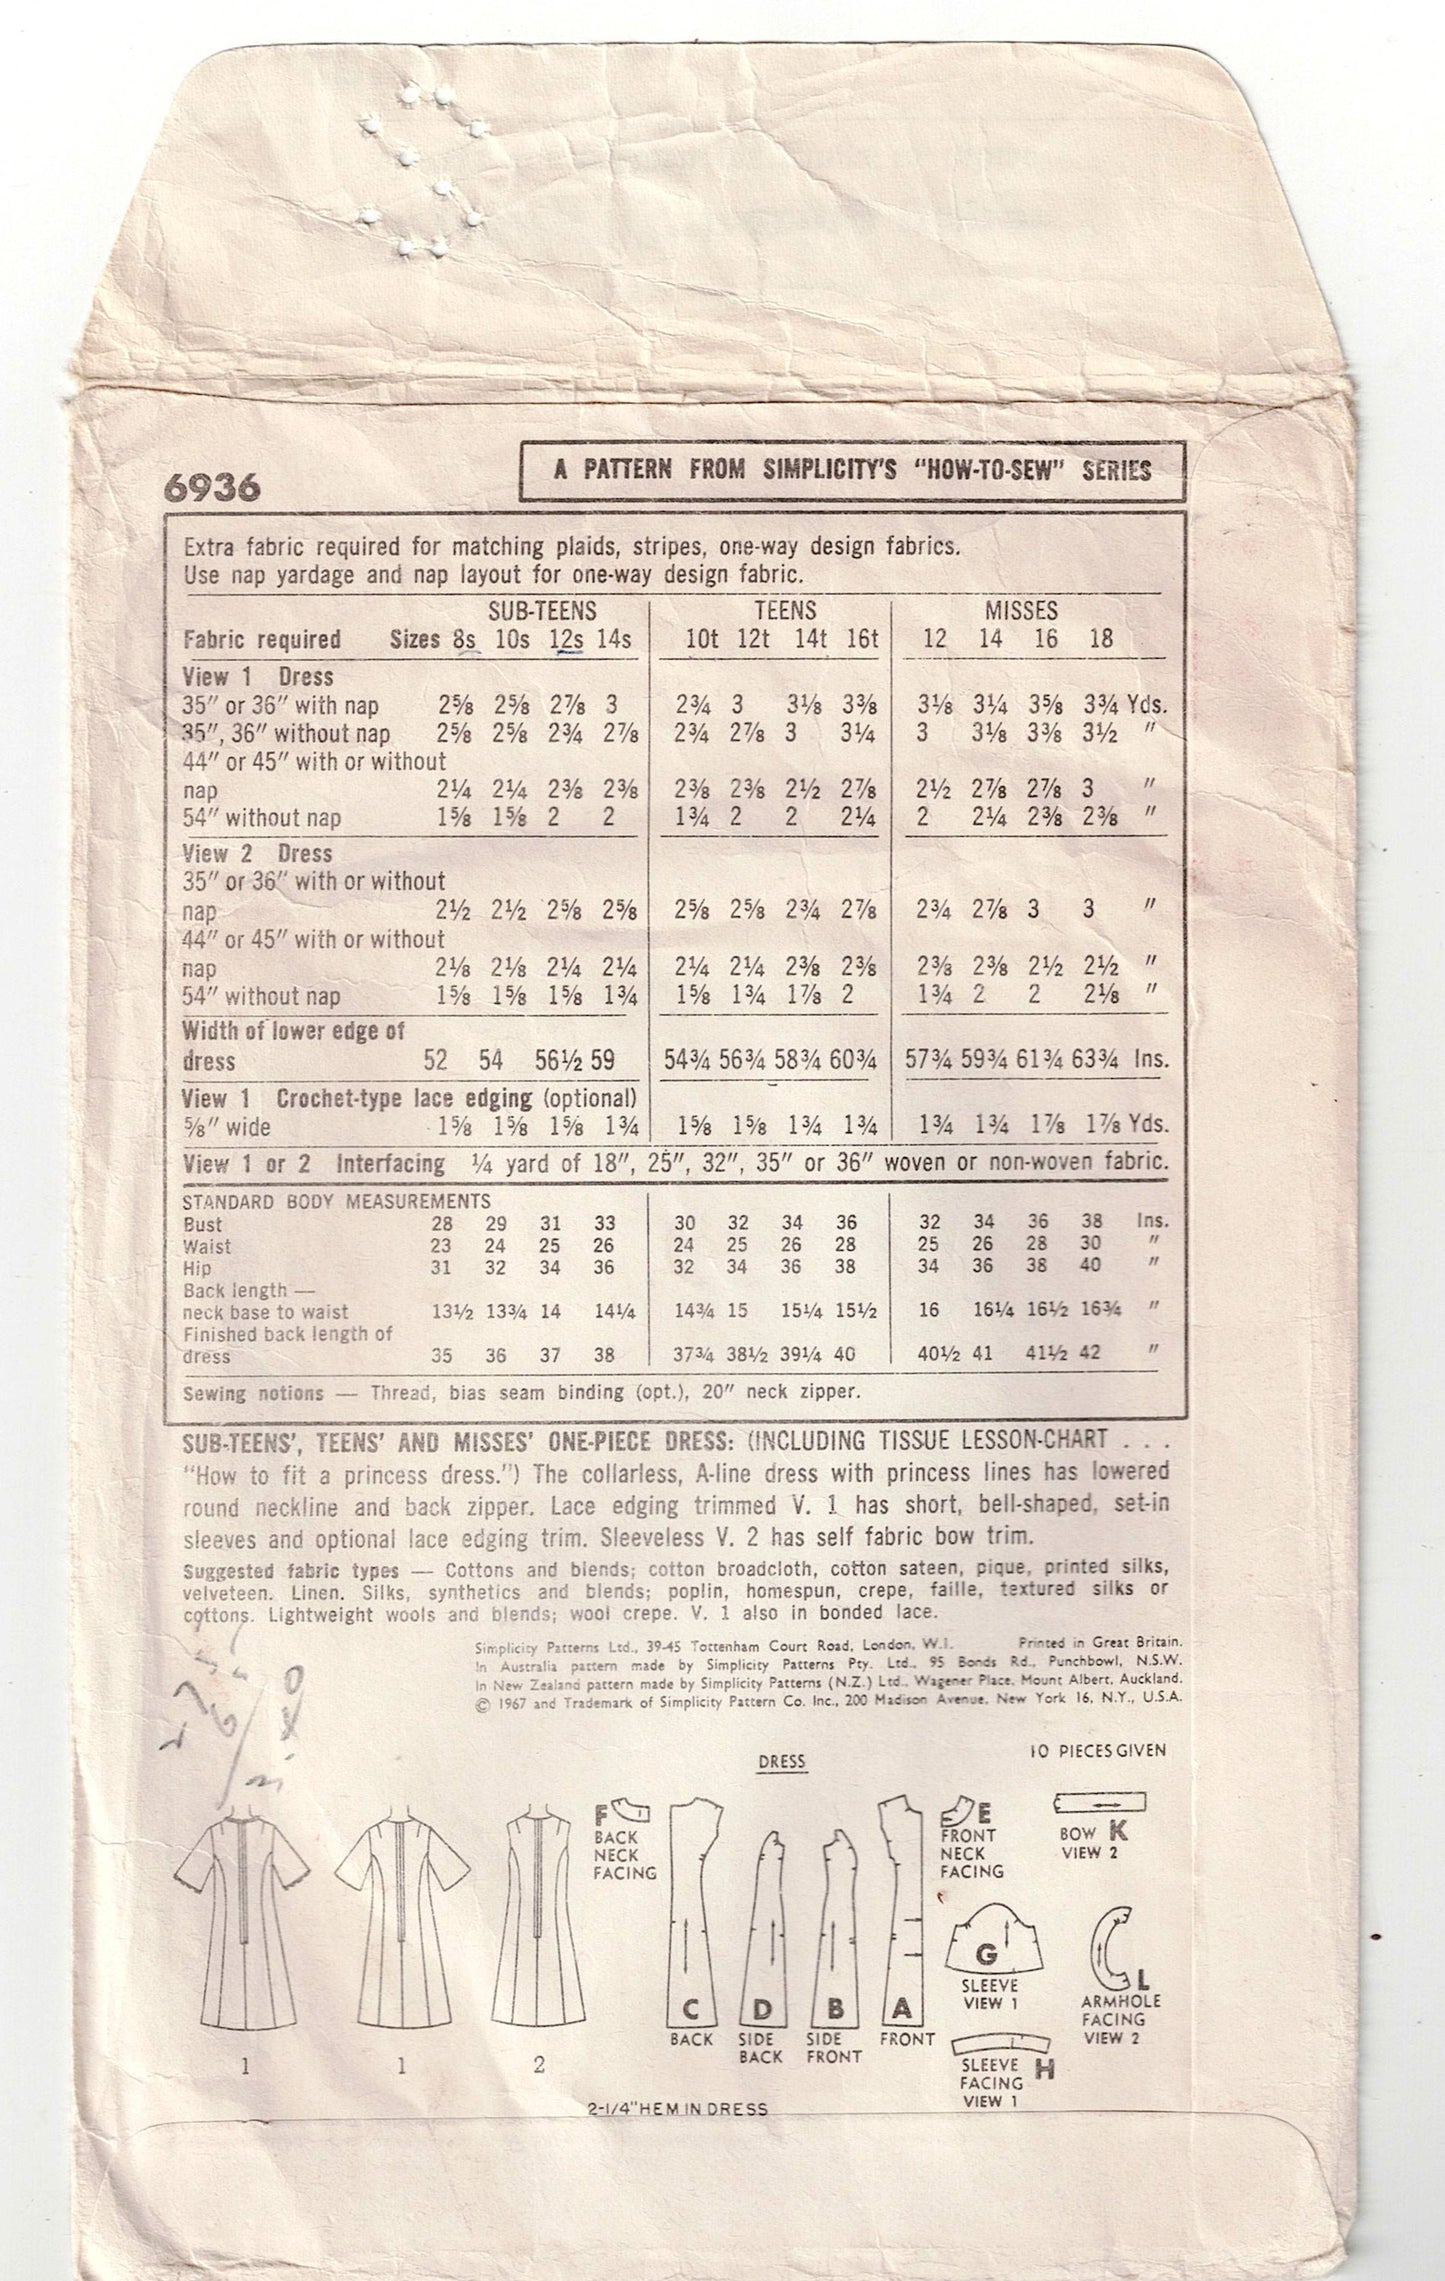 6936
A PATTERN FROM SIMPLICITY'S "HOW-TO-SEW" SERIES
Extra fabric required for matching plaids, stripes, one-way design fabrics.
Use nap yardage and nap layout for one-way design fabric.
SUB-TEENS TEENS MISSES
Fabric required Sizes 8s 10s 12s 14s 10t 12t 14t 16t 12 14 16 18
View 1 Dress
35" or 36" with nap 2⅝ 2⅝ 2⅞ 3 2¾ 3 3⅛ 3⅜ 3⅛ 3¼ 3⅝ 3¾ Yds.
35", 36" without nap 2⅝ 2⅝ 2¾ 2⅞ 2¾ 2⅞ 3 3¼ 3 3⅛ 3⅜ 3½ "
44" or 45" with or without
nap 2¼ 2¼ 2⅜ 2⅜ 2⅜ 2⅜ 2½ 2⅞ 2½ 2⅞ 2⅞ 3 "
54" without nap 1⅝ 1⅝ 2 2 1¾ 2 2 2¼ 2 2¼ 2⅜ 2⅜ "
View 2 Dress
35" or 36" with or without
nap 2½ 2½ 2⅝ 2⅝ 2⅝ 2⅝ 2¾ 2⅞ 2¾ 2⅞ 3 3 "
44" or 45" with or without
nap 2⅛ 2⅛ 2¼ 2¼ 2¼ 2¼ 2⅜ 2⅜ 2⅜ 2⅜ 2½ 2½ "
54" without nap 1⅝ 1⅝ 1⅝ 1¾ 1⅝ 1¾ 1⅞ 2 1¾ 2 2 2⅛ "
Width of lower edge of
dress 52 54 56½ 59 54¾ 56¾ 58¾ 60¾ 57¾ 59¾ 61¾ 63¾ Ins.
View 1 Crochet-type lace edging (optional)
⅝" wide 1⅝ 1⅝ 1⅝ 1¾ 1⅝ 1⅝ 1¾ 1¾ 1¾ 1¾ 1⅞ 1⅞ Yds.
View 1 or 2 Interfacing ¼ yard of 18", 25", 32", 35" or 36" woven or non-woven fabric.
STANDARD BODY MEASUREMENTS
Bust 28 29 31 33 30 32 34 36 32 34 36 38 Ins.
Waist 23 24 25 26 24 25 26 28 25 26 28 30 "
Hip 31 32 34 36 32 34 36 38 34 36 38 40 "
Back length —
neck base to waist 13½ 13¾ 14 14¼ 14¾ 15 15¼ 15½ 16 16¼ 16½ 16¾ "
Finished back length of
dress 35 36 37 38 37¾ 38½ 39¼ 40 40½ 41 41½ 42 "
Sewing notions — Thread, bias seam binding (opt.), 20" neck zipper.
SUB-TEENS', TEENS' AND MISSES' ONE-PIECE DRESS: (INCLUDING TISSUE LESSON-CHART . . .
"How to fit a princess dress.") The collarless, A-line dress with princess lines has lowered
round neckline and back zipper. Lace edging trimmed V. 1 has short, bell-shaped, set-in
sleeves and optional lace edging trim. Sleeveless V. 2 has self fabric bow trim.
Suggested fabric types — Cottons and blends; cotton broadcloth, cotton sateen, pique, printed silks,
velveteen. Linen. Silks, synthetics and blends; poplin, homespun, crepe, faille, textured silks or
cottons. Lightweight wools and blends; wool crepe. V. 1 also in bonded lace.
Simplicity Patterns Ltd., 39-45 Tottenham Court Road, London, W.1. Printed in Great Britain.
In Australia pattern made by Simplicity Patterns Pty. Ltd., 95 Bonds Rd., Punchbowl, N.S.W.
In New Zealand pattern made by Simplicity Patterns (N.Z.) Ltd., Wagener Place, Mount Albert, Auckland.
© 1967 and Trademark of Simplicity Pattern Co. Inc., 200 Madison Avenue, New York 16, N.Y., U.S.A.
DRESS
10 PIECES GIVEN
F
BACK
NECK
FACING
E
FRONT
NECK
FACING
BOW K
VIEW 2
C
BACK
D
SIDE
BACK
B
SIDE
FRONT
A
FRONT
G
SLEEVE
VIEW 1
L
ARMHOLE
FACING
VIEW 2
SLEEVE H
FACING
VIEW 1
1 1 2
2-1/4" HEM IN DRESS